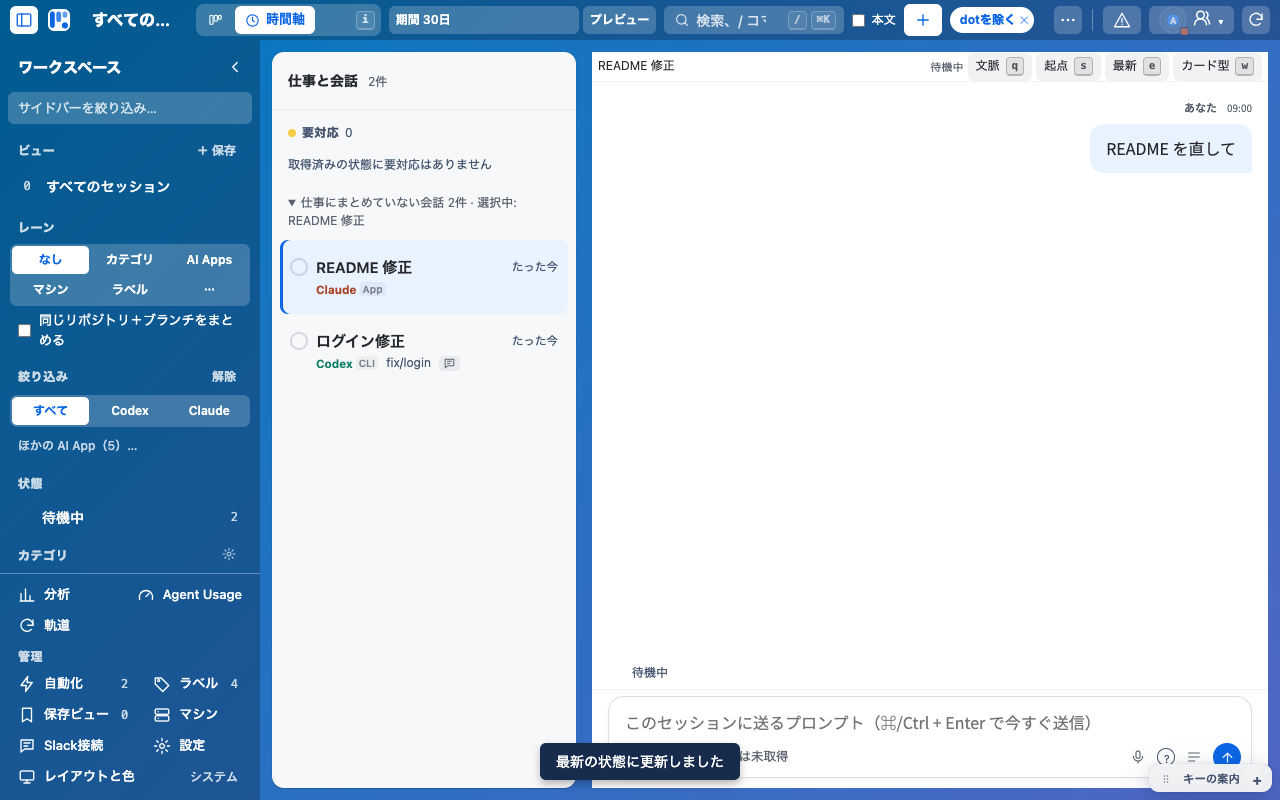 すべての...
時間軸
i
期間 30日
プレビュー
検索、/ コマ
/
⌘K
本文
+
dotを除く ×
...
A
ワークスペース
サイドバーを絞り込み...
ビュー
+ 保存
0 すべてのセッション
レーン
なし カテゴリ AI Apps
マシン ラベル ...
同じリポジトリ+ブランチをまと
める
絞り込み 解除
すべて Codex Claude
ほかの AI App（5）...
状態
待機中 2
カテゴリ
分析 Agent Usage
軌道
管理
自動化 2 ラベル 4
保存ビュー 0 マシン
Slack接続 設定
レイアウトと色 システム
仕事と会話 2件
要対応 0
取得済みの状態に要対応はありません
▼ 仕事にまとめていない会話 2件 · 選択中:
README 修正
README 修正 たった今
Claude App
ログイン修正 たった今
Codex CLI fix/login
README 修正
待機中 文脈 q 起点 s 最新 e カード型 w
あなた 09:00
README を直して
待機中
このセッションに送るプロンプト（⌘/Ctrl + Enter で今すぐ送信）
は未取得
?
最新の状態に更新しました
キーの案内 +